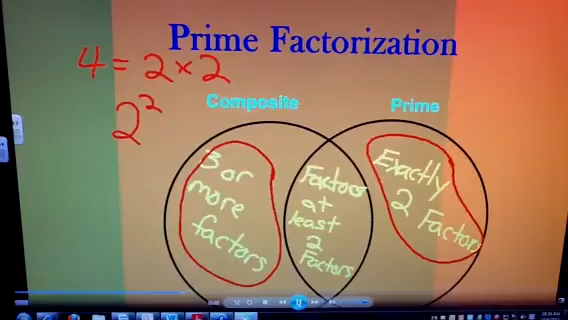 Prime Factorization
4 = 2 × 2
2²
Composite
Prime
3 or
more
factors
Factors
at
least
2
Factors
Exactly
2 Factors